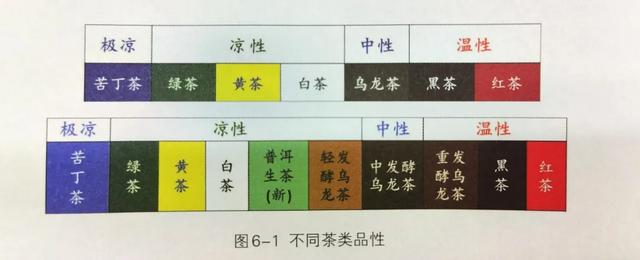 极凉 凉性 中性 温性
苦丁茶 绿茶 黄茶 白茶 乌龙茶 黑茶 红茶
极凉 凉性 中性 温性
苦丁茶 绿茶 黄茶 白茶 普洱生茶(新) 轻发酵乌龙茶 中发酵乌龙茶 重发酵乌龙茶 黑茶 红茶
图6-1 不同茶类品性